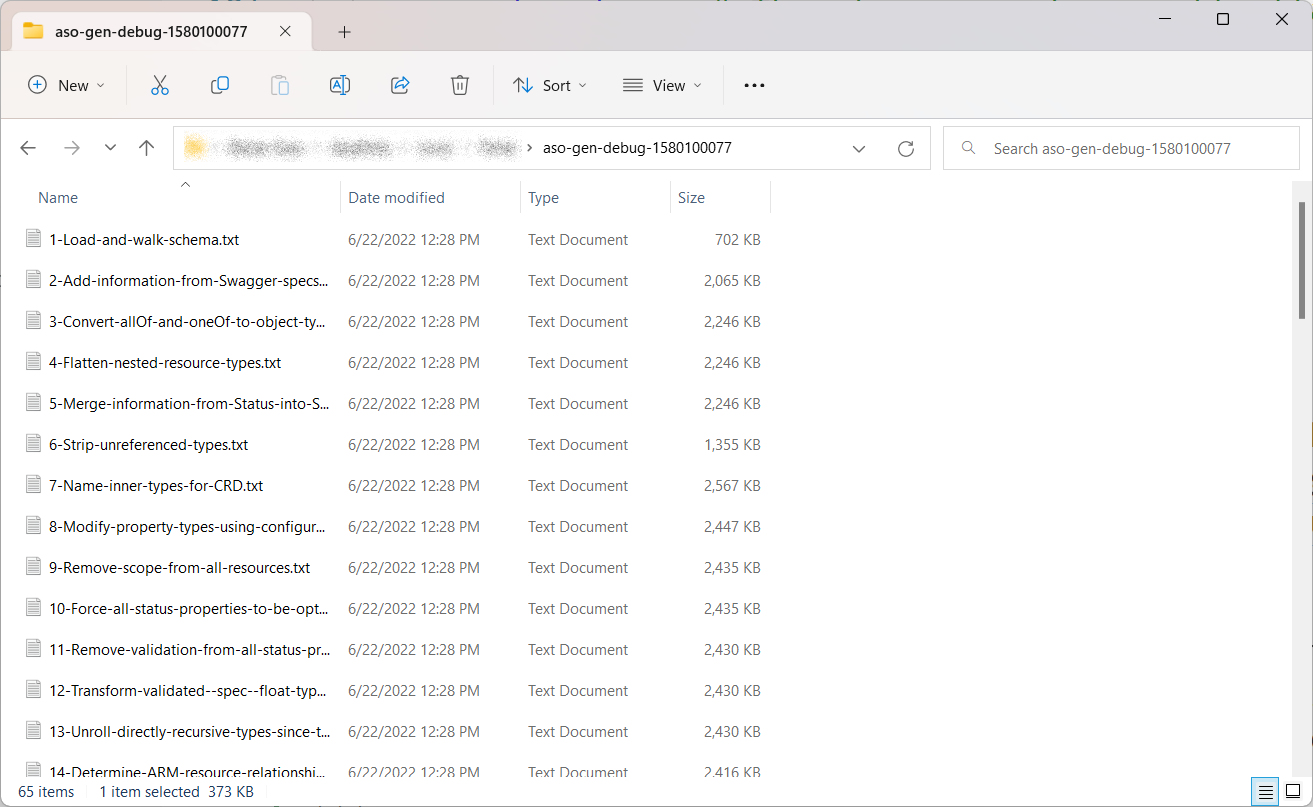 aso-gen-debug-1580100077
New
Sort
View
aso-gen-debug-1580100077
Search aso-gen-debug-1580100077
Name Date modified Type Size
1-Load-and-walk-schema.txt 6/22/2022 12:28 PM Text Document 702 KB
2-Add-information-from-Swagger-specs... 6/22/2022 12:28 PM Text Document 2,065 KB
3-Convert-allOf-and-oneOf-to-object-ty... 6/22/2022 12:28 PM Text Document 2,246 KB
4-Flatten-nested-resource-types.txt 6/22/2022 12:28 PM Text Document 2,246 KB
5-Merge-information-from-Status-into-S... 6/22/2022 12:28 PM Text Document 2,246 KB
6-Strip-unreferenced-types.txt 6/22/2022 12:28 PM Text Document 1,355 KB
7-Name-inner-types-for-CRD.txt 6/22/2022 12:28 PM Text Document 2,567 KB
8-Modify-property-types-using-configur... 6/22/2022 12:28 PM Text Document 2,447 KB
9-Remove-scope-from-all-resources.txt 6/22/2022 12:28 PM Text Document 2,435 KB
10-Force-all-status-properties-to-be-opt... 6/22/2022 12:28 PM Text Document 2,435 KB
11-Remove-validation-from-all-status-pr... 6/22/2022 12:28 PM Text Document 2,430 KB
12-Transform-validated--spec--float-typ... 6/22/2022 12:28 PM Text Document 2,430 KB
13-Unroll-directly-recursive-types-since-t... 6/22/2022 12:28 PM Text Document 2,430 KB
14-Determine-ARM-resource-relationshi... 6/22/2022 12:28 PM Text Document 2,416 KB
65 items 1 item selected 373 KB